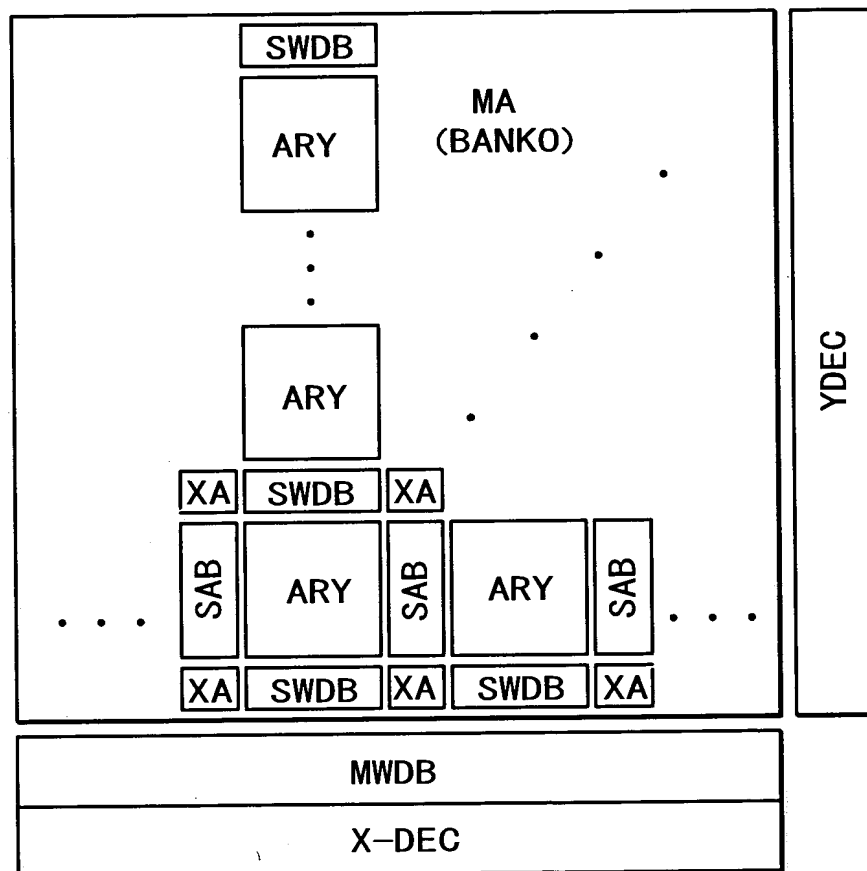 SWDB
ARY
MA
(BANK0)
ARY
YDEC
XA SWDB XA
SAB ARY SAB ARY SAB
XA SWDB XA SWDB XA
MWDB
X-DEC